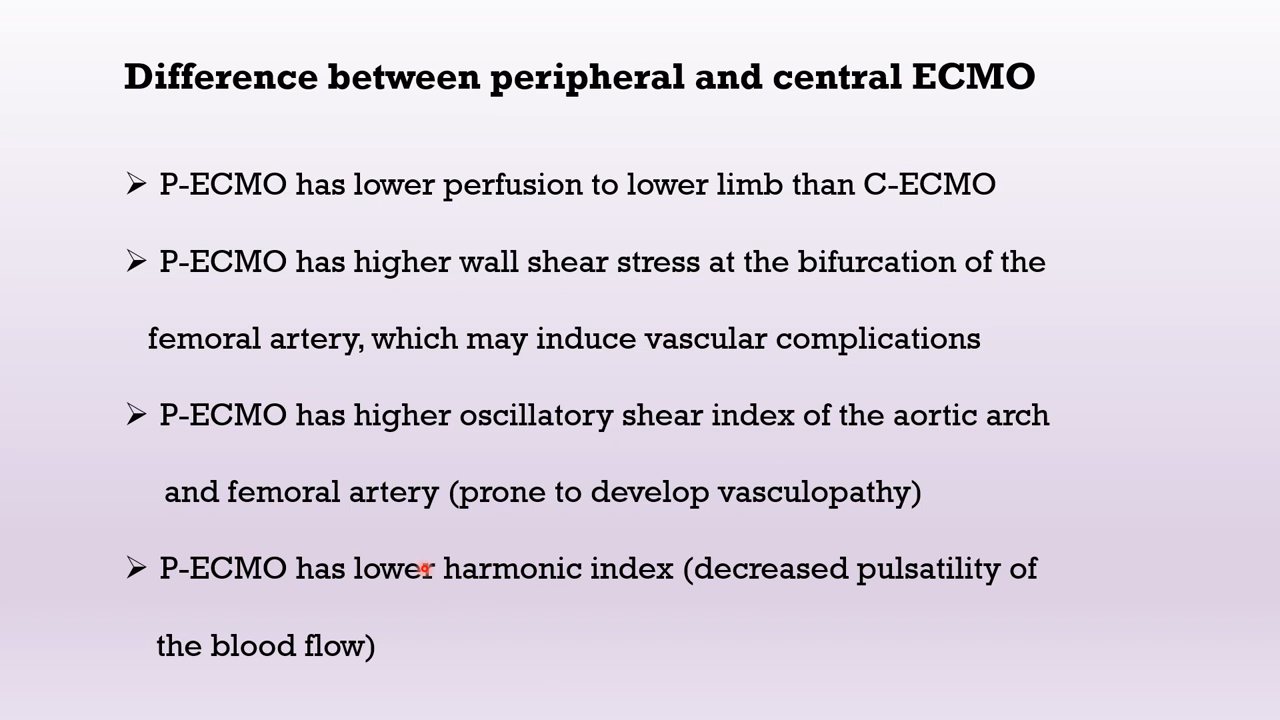 Difference between peripheral and central ECMO
➢ P-ECMO has lower perfusion to lower limb than C-ECMO
➢ P-ECMO has higher wall shear stress at the bifurcation of the
femoral artery, which may induce vascular complications
➢ P-ECMO has higher oscillatory shear index of the aortic arch
and femoral artery (prone to develop vasculopathy)
➢ P-ECMO has lower harmonic index (decreased pulsatility of
the blood flow)